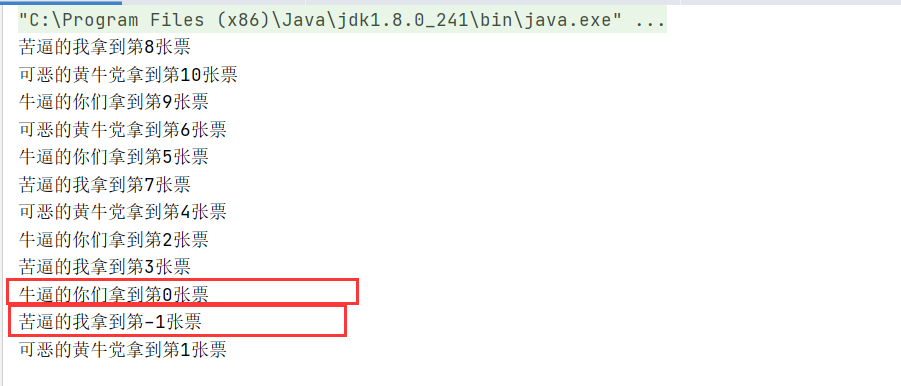 "C:\Program Files (x86)\Java\jdk1.8.0_241\bin\java.exe" ...
苦逼的我拿到第8张票
可恶的黄牛党拿到第10张票
牛逼的你们拿到第9张票
可恶的黄牛党拿到第6张票
牛逼的你们拿到第5张票
苦逼的我拿到第7张票
可恶的黄牛党拿到第4张票
牛逼的你们拿到第2张票
苦逼的我拿到第3张票
牛逼的你们拿到第0张票
苦逼的我拿到第-1张票
可恶的黄牛党拿到第1张票